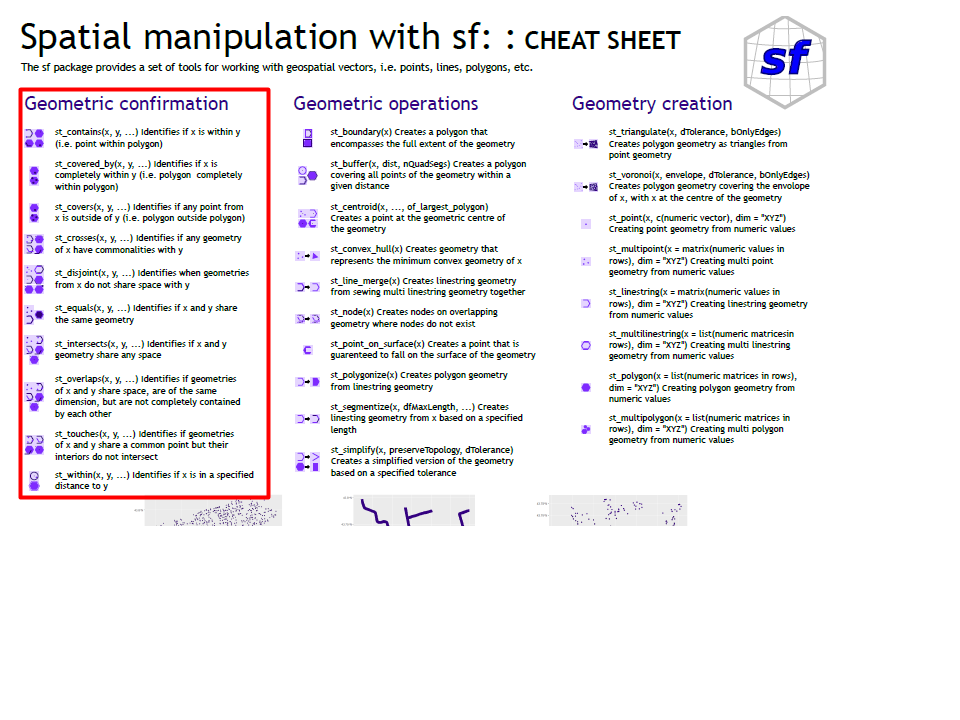 Spatial manipulation with sf: : CHEAT SHEET
The sf package provides a set of tools for working with geospatial vectors, i.e. points, lines, polygons, etc.
sf
Geometric confirmation
st_contains(x, y, ...) Identifies if x is within y
(i.e. point within polygon)
st_covered_by(x, y, ...) Identifies if x is
completely within y (i.e. polygon completely
within polygon)
st_covers(x, y, ...) Identifies if any point from
x is outside of y (i.e. polygon outside polygon)
st_crosses(x, y, ...) Identifies if any geometry
of x have commonalities with y
st_disjoint(x, y, ...) Identifies when geometries
from x do not share space with y
st_equals(x, y, ...) Identifies if x and y share
the same geometry
st_intersects(x, y, ...) Identifies if x and y
geometry share any space
st_overlaps(x, y, ...) Identifies if geometries
of x and y share space, are of the same
dimension, but are not completely contained
by each other
st_touches(x, y, ...) Identifies if geometries
of x and y share a common point but their
interiors do not intersect
st_within(x, y, ...) Identifies if x is in a specified
distance to y
Geometric operations
st_boundary(x) Creates a polygon that
encompasses the full extent of the geometry
st_buffer(x, dist, nQuadSegs) Creates a polygon
covering all points of the geometry within a
given distance
st_centroid(x, ..., of_largest_polygon)
Creates a point at the geometric centre of
the geometry
st_convex_hull(x) Creates geometry that
represents the minimum convex geometry of x
st_line_merge(x) Creates linestring geometry
from sewing multi linestring geometry together
st_node(x) Creates nodes on overlapping
geometry where nodes do not exist
st_point_on_surface(x) Creates a point that is
guarenteed to fall on the surface of the geometry
st_polygonize(x) Creates polygon geometry
from linestring geometry
st_segmentize(x, dfMaxLength, ...) Creates
linesting geometry from x based on a specified
length
st_simplify(x, preserveTopology, dTolerance)
Creates a simplified version of the geometry
based on a specified tolerance
Geometry creation
st_triangulate(x, dTolerance, bOnlyEdges)
Creates polygon geometry as triangles from
point geometry
st_voronoi(x, envelope, dTolerance, bOnlyEdges)
Creates polygon geometry covering the envelope
of x, with x at the centre of the geometry
st_point(x, c(numeric vector), dim = "XYZ")
Creating point geometry from numeric values
st_multipoint(x = matrix(numeric values in
rows), dim = "XYZ") Creating multi point
geometry from numeric values
st_linestring(x = matrix(numeric values in
rows), dim = "XYZ") Creating linestring geometry
from numeric values
st_multilinestring(x = list(numeric matricesin
rows), dim = "XYZ") Creating multi linestring
geometry from numeric values
st_polygon(x = list(numeric matrices in rows),
dim = "XYZ") Creating polygon geometry from
numeric values
st_multipolygon(x = list(numeric matrices in
rows), dim = "XYZ") Creating multi polygon
geometry from numeric values